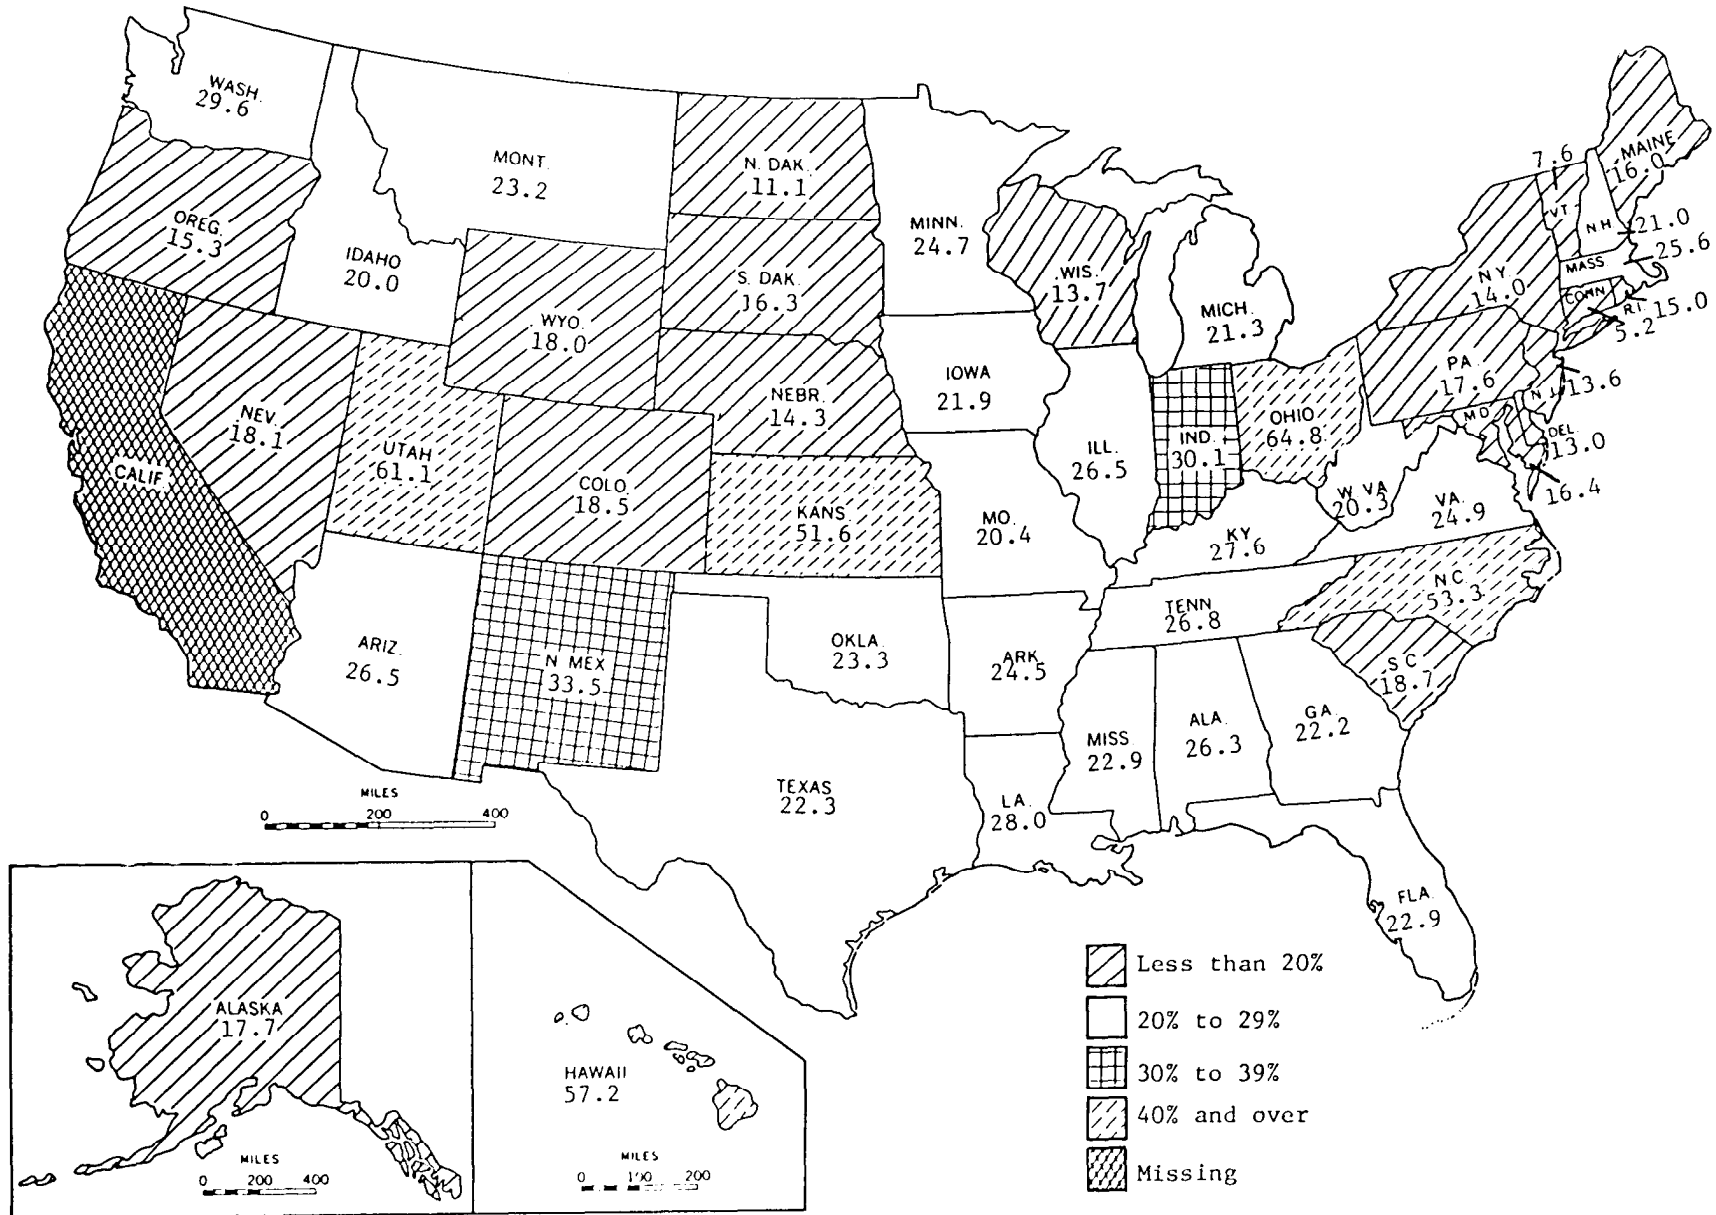 WASH.
29.6
OREG.
15.3
CALIF.
IDAHO
20.0
NEV.
18.1
MONT.
23.2
WYO.
18.0
UTAH
61.1
COLO.
18.5
ARIZ.
26.5
N MEX
33.5
N. DAK.
11.1
S. DAK.
16.3
NEBR.
14.3
KANS.
51.6
OKLA.
23.3
TEXAS
22.3
MINN.
24.7
IOWA
21.9
MO.
20.4
ARK.
24.5
LA.
28.0
WIS.
13.7
ILL.
26.5
MICH.
21.3
IND.
30.1
OHIO
64.8
KY.
27.6
TENN
26.8
MISS
22.9
ALA.
26.3
GA.
22.2
FLA.
22.9
S C
18.7
N C
53.3
VA.
24.9
W VA
20.3
PA.
17.6
N Y.
14.0
7.6
VT.
N H
21.0
MAINE
16.0
MASS
25.6
CONN
5.2
R.I.
15.0
N J
13.6
DEL.
13.0
M D
16.4
MILES
0 200 400
ALASKA
17.7
MILES
0 200 400
HAWAII
57.2
MILES
0 100 200
Less than 20%
20% to 29%
30% to 39%
40% and over
Missing